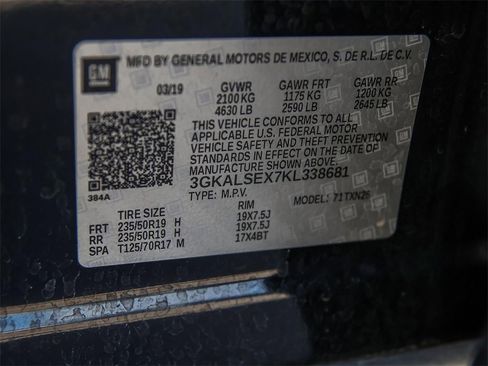 GM
MFD BY GENERAL MOTORS DE MEXICO, S. DE R.L. DE C.V.
03/19 GVWR GAWR FRT GAWR RR
2100 KG 1175 KG 1200 KG
4630 LB 2590 LB 2645 LB
THIS VEHICLE CONFORMS TO ALL
APPLICABLE U.S. FEDERAL MOTOR
VEHICLE SAFETY AND THEFT PREVENTION
STANDARDS IN EFFECT ON THE DATE OF
MANUFACTURE SHOWN ABOVE.
3GKALSEX7KL338681
TYPE: M.P.V. MODEL: 71TXN26
384A
TIRE SIZE RIM
FRT 235/50R19 H 19X7.5J
RR 235/50R19 H 19X7.5J
SPA T125/70R17 M 17X4BT